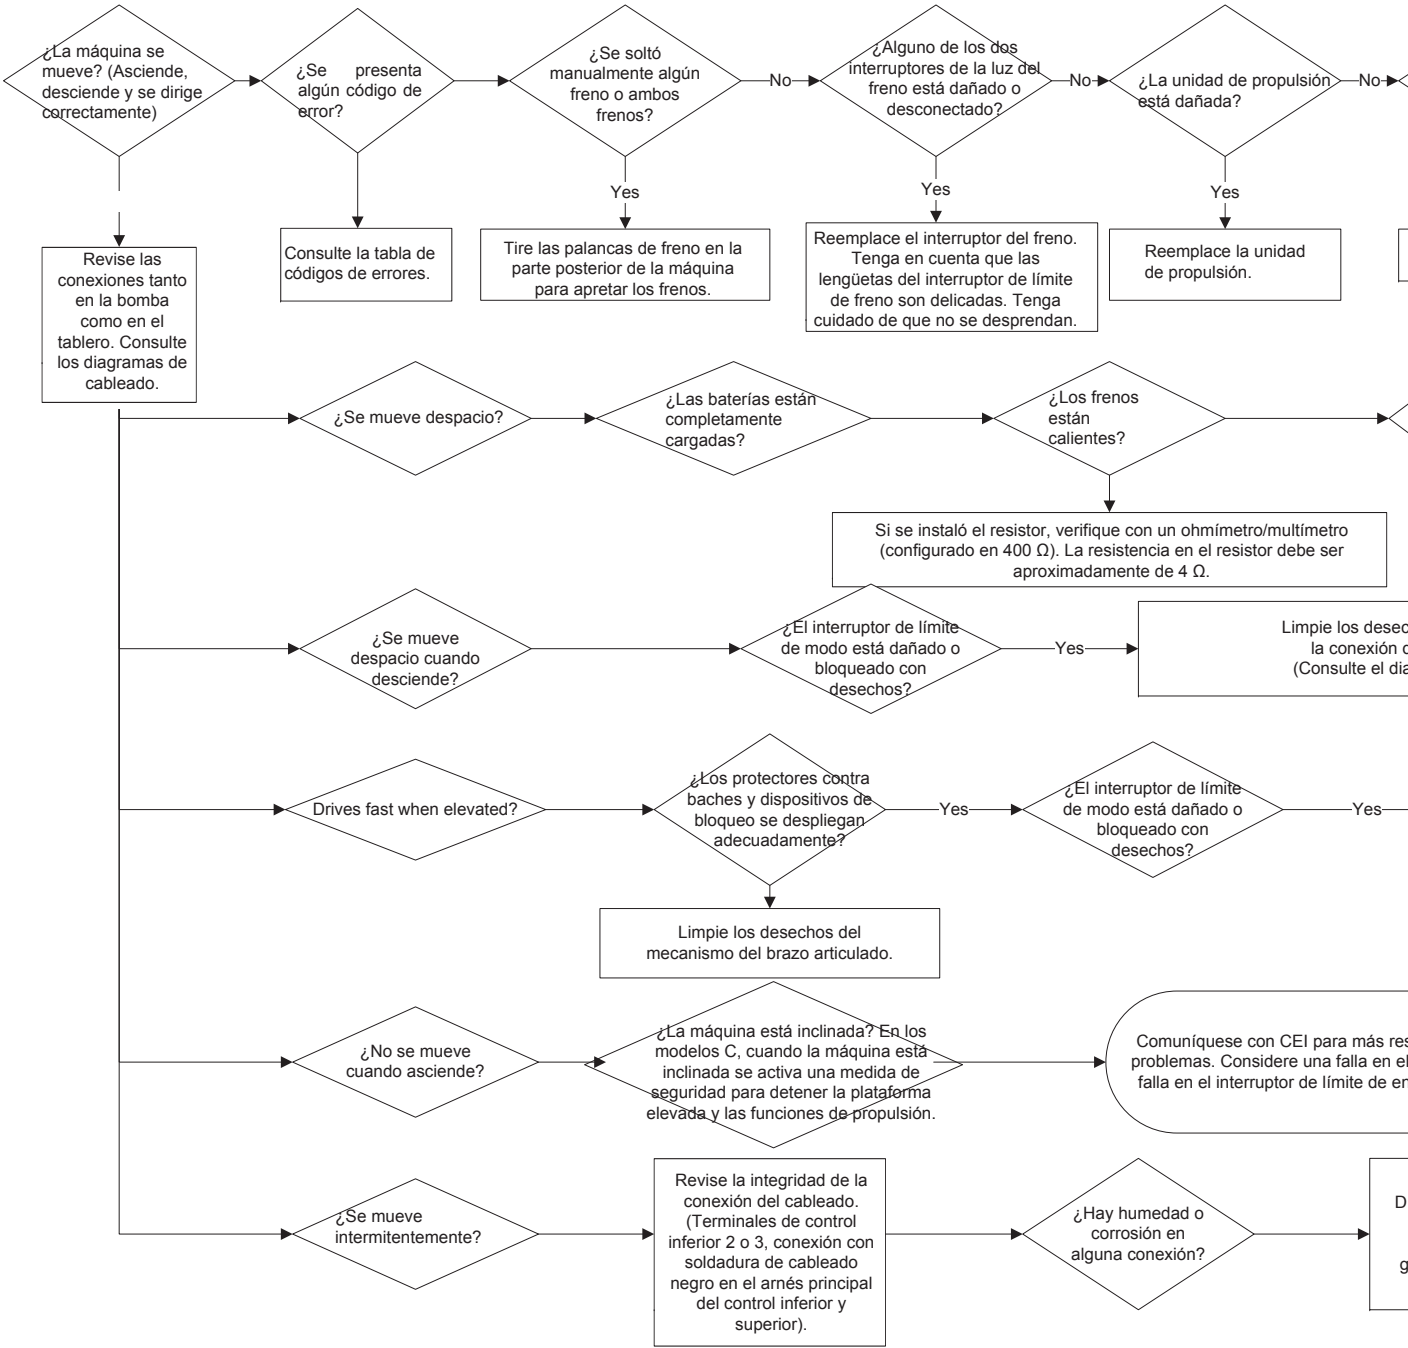 ¿La máquina se
mueve? (Asciende,
desciende y se dirige
correctamente)
¿Se presenta
algún código de
error?
¿Se soltó
manualmente algún
freno o ambos
frenos?
No
¿Alguno de los dos
interruptores de la luz del
freno está dañado o
desconectado?
No
¿La unidad de propulsión
está dañada?
No
Yes
Yes
Yes
Revise las
conexiones tanto
en la bomba
como en el
tablero. Consulte
los diagramas de
cableado.
Consulte la tabla de
códigos de errores.
Tire las palancas de freno en la
parte posterior de la máquina
para apretar los frenos.
Reemplace el interruptor del freno.
Tenga en cuenta que las
lengüetas del interruptor de límite
de freno son delicadas. Tenga
cuidado de que no se desprendan.
Reemplace la unidad
de propulsión.
¿Se mueve despacio?
¿Las baterías están
completamente
cargadas?
¿Los frenos
están
calientes?
Si se instaló el resistor, verifique con un ohmímetro/multímetro
(configurado en 400 Ω). La resistencia en el resistor debe ser
aproximadamente de 4 Ω.
¿Se mueve
despacio cuando
desciende?
¿El interruptor de límite
de modo está dañado o
bloqueado con
desechos?
Yes
Limpie los desec
la conexión
(Consulte el dia
Drives fast when elevated?
¿Los protectores contra
baches y dispositivos de
bloqueo se despliegan
adecuadamente?
Yes
¿El interruptor de límite
de modo está dañado o
bloqueado con
desechos?
Yes
Limpie los desechos del
mecanismo del brazo articulado.
¿No se mueve
cuando asciende?
¿La máquina está inclinada? En los
modelos C, cuando la máquina está
inclinada se activa una medida de
seguridad para detener la plataforma
elevada y las funciones de propulsión.
Comuníquese con CEI para más res
problemas. Considere una falla en el
falla en el interruptor de límite de en
¿Se mueve
intermitentemente?
Revise la integridad de la
conexión del cableado.
(Terminales de control
inferior 2 o 3, conexión con
soldadura de cableado
negro en el arnés principal
del control inferior y
superior).
¿Hay humedad o
corrosión en
alguna conexión?
D
g